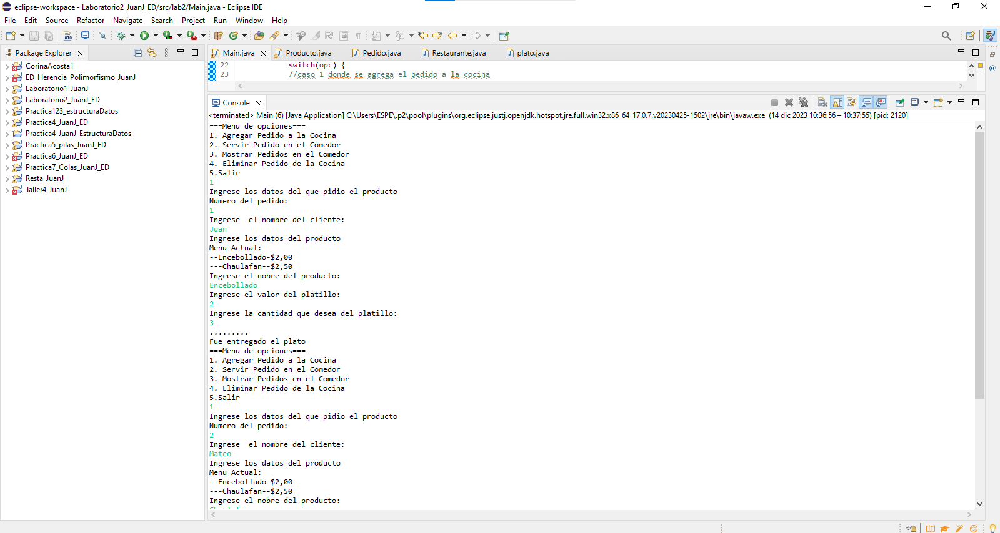 eclipse-workspace - Laboratorio2_JuanJ_ED/src/lab2/Main.java - Eclipse IDE
File Edit Source Refactor Navigate Search Project Run Window Help
Package Explorer
CorinaAcosta1
ED_Herencia_Polimorfismo_JuanJ
Laboratorio1_JuanJ
Laboratorio2_JuanJ_ED
Practica123_estructuraDatos
Practica4_JuanJ_ED
Practica4_JuanJ_EstructuraDatos
Practica5_pilas_JuanJ_ED
Practica6_JuanJ_ED
Practica7_Colas_JuanJ_ED
Resta_JuanJ
Taller4_JuanJ
Main.java Producto.java Pedido.java Restaurante.java plato.java
22 switch(opc) {
23 //caso 1 donde se agrega el pedido a la cocina
Console
<terminated> Main (6) [Java Application] C:\Users\ESPE\.p2\pool\plugins\org.eclipse.justj.openjdk.hotspot.jre.full.win32.x86_64_17.0.7.v20230425-1502\jre\bin\javaw.exe (14 dic 2023 10:36:56 – 10:37:55) [pid: 2120]
===Menu de opciones===
1. Agregar Pedido a la Cocina
2. Servir Pedido en el Comedor
3. Mostrar Pedidos en el Comedor
4. Eliminar Pedido de la Cocina
5.Salir
1
Ingrese los datos del que pidio el producto
Numero del pedido:
1
Ingrese  el nombre del cliente:
Juan
Ingrese los datos del producto
Menu Actual:
--Encebollado-$2,00
---Chaulafan--$2,50
Ingrese el nobre del producto:
Encebollado
Ingrese el valor del platillo:
2
Ingrese la cantidad que desea del platillo:
3
.........
Fue entregado el plato
===Menu de opciones===
1. Agregar Pedido a la Cocina
2. Servir Pedido en el Comedor
3. Mostrar Pedidos en el Comedor
4. Eliminar Pedido de la Cocina
5.Salir
1
Ingrese los datos del que pidio el producto
Numero del pedido:
2
Ingrese  el nombre del cliente:
Mateo
Ingrese los datos del producto
Menu Actual:
--Encebollado-$2,00
---Chaulafan--$2,50
Ingrese el nobre del producto: